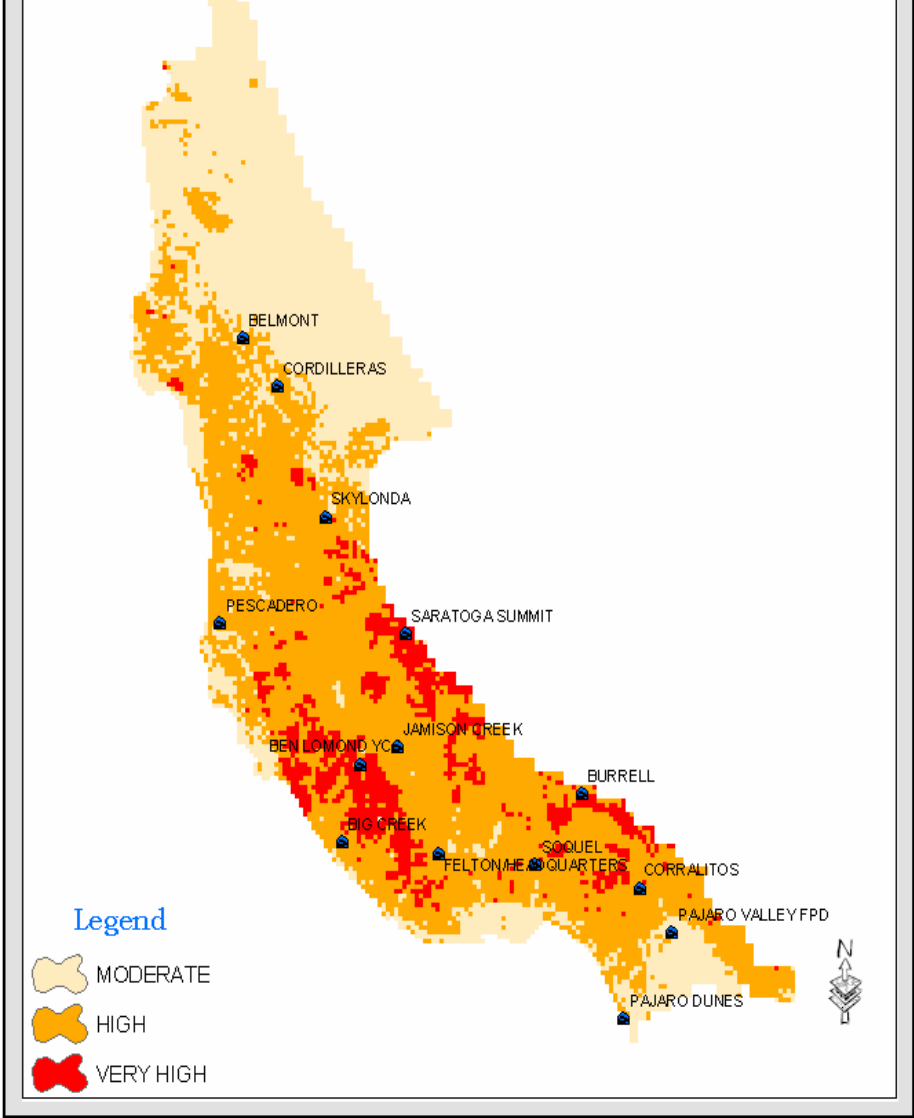 BELMONT
CORDILLERAS
SKYLONDA
PESCADERO
SARATOGA SUMMIT
JAMISON CREEK
BEN LOMOND YC
BURRELL
BIG CREEK
SOQUEL
FELTON/HEADQUARTERS
CORRALITOS
PAJARO VALLEY FPD
Legend
N
MODERATE
PAJARO DUNES
HIGH
VERY HIGH